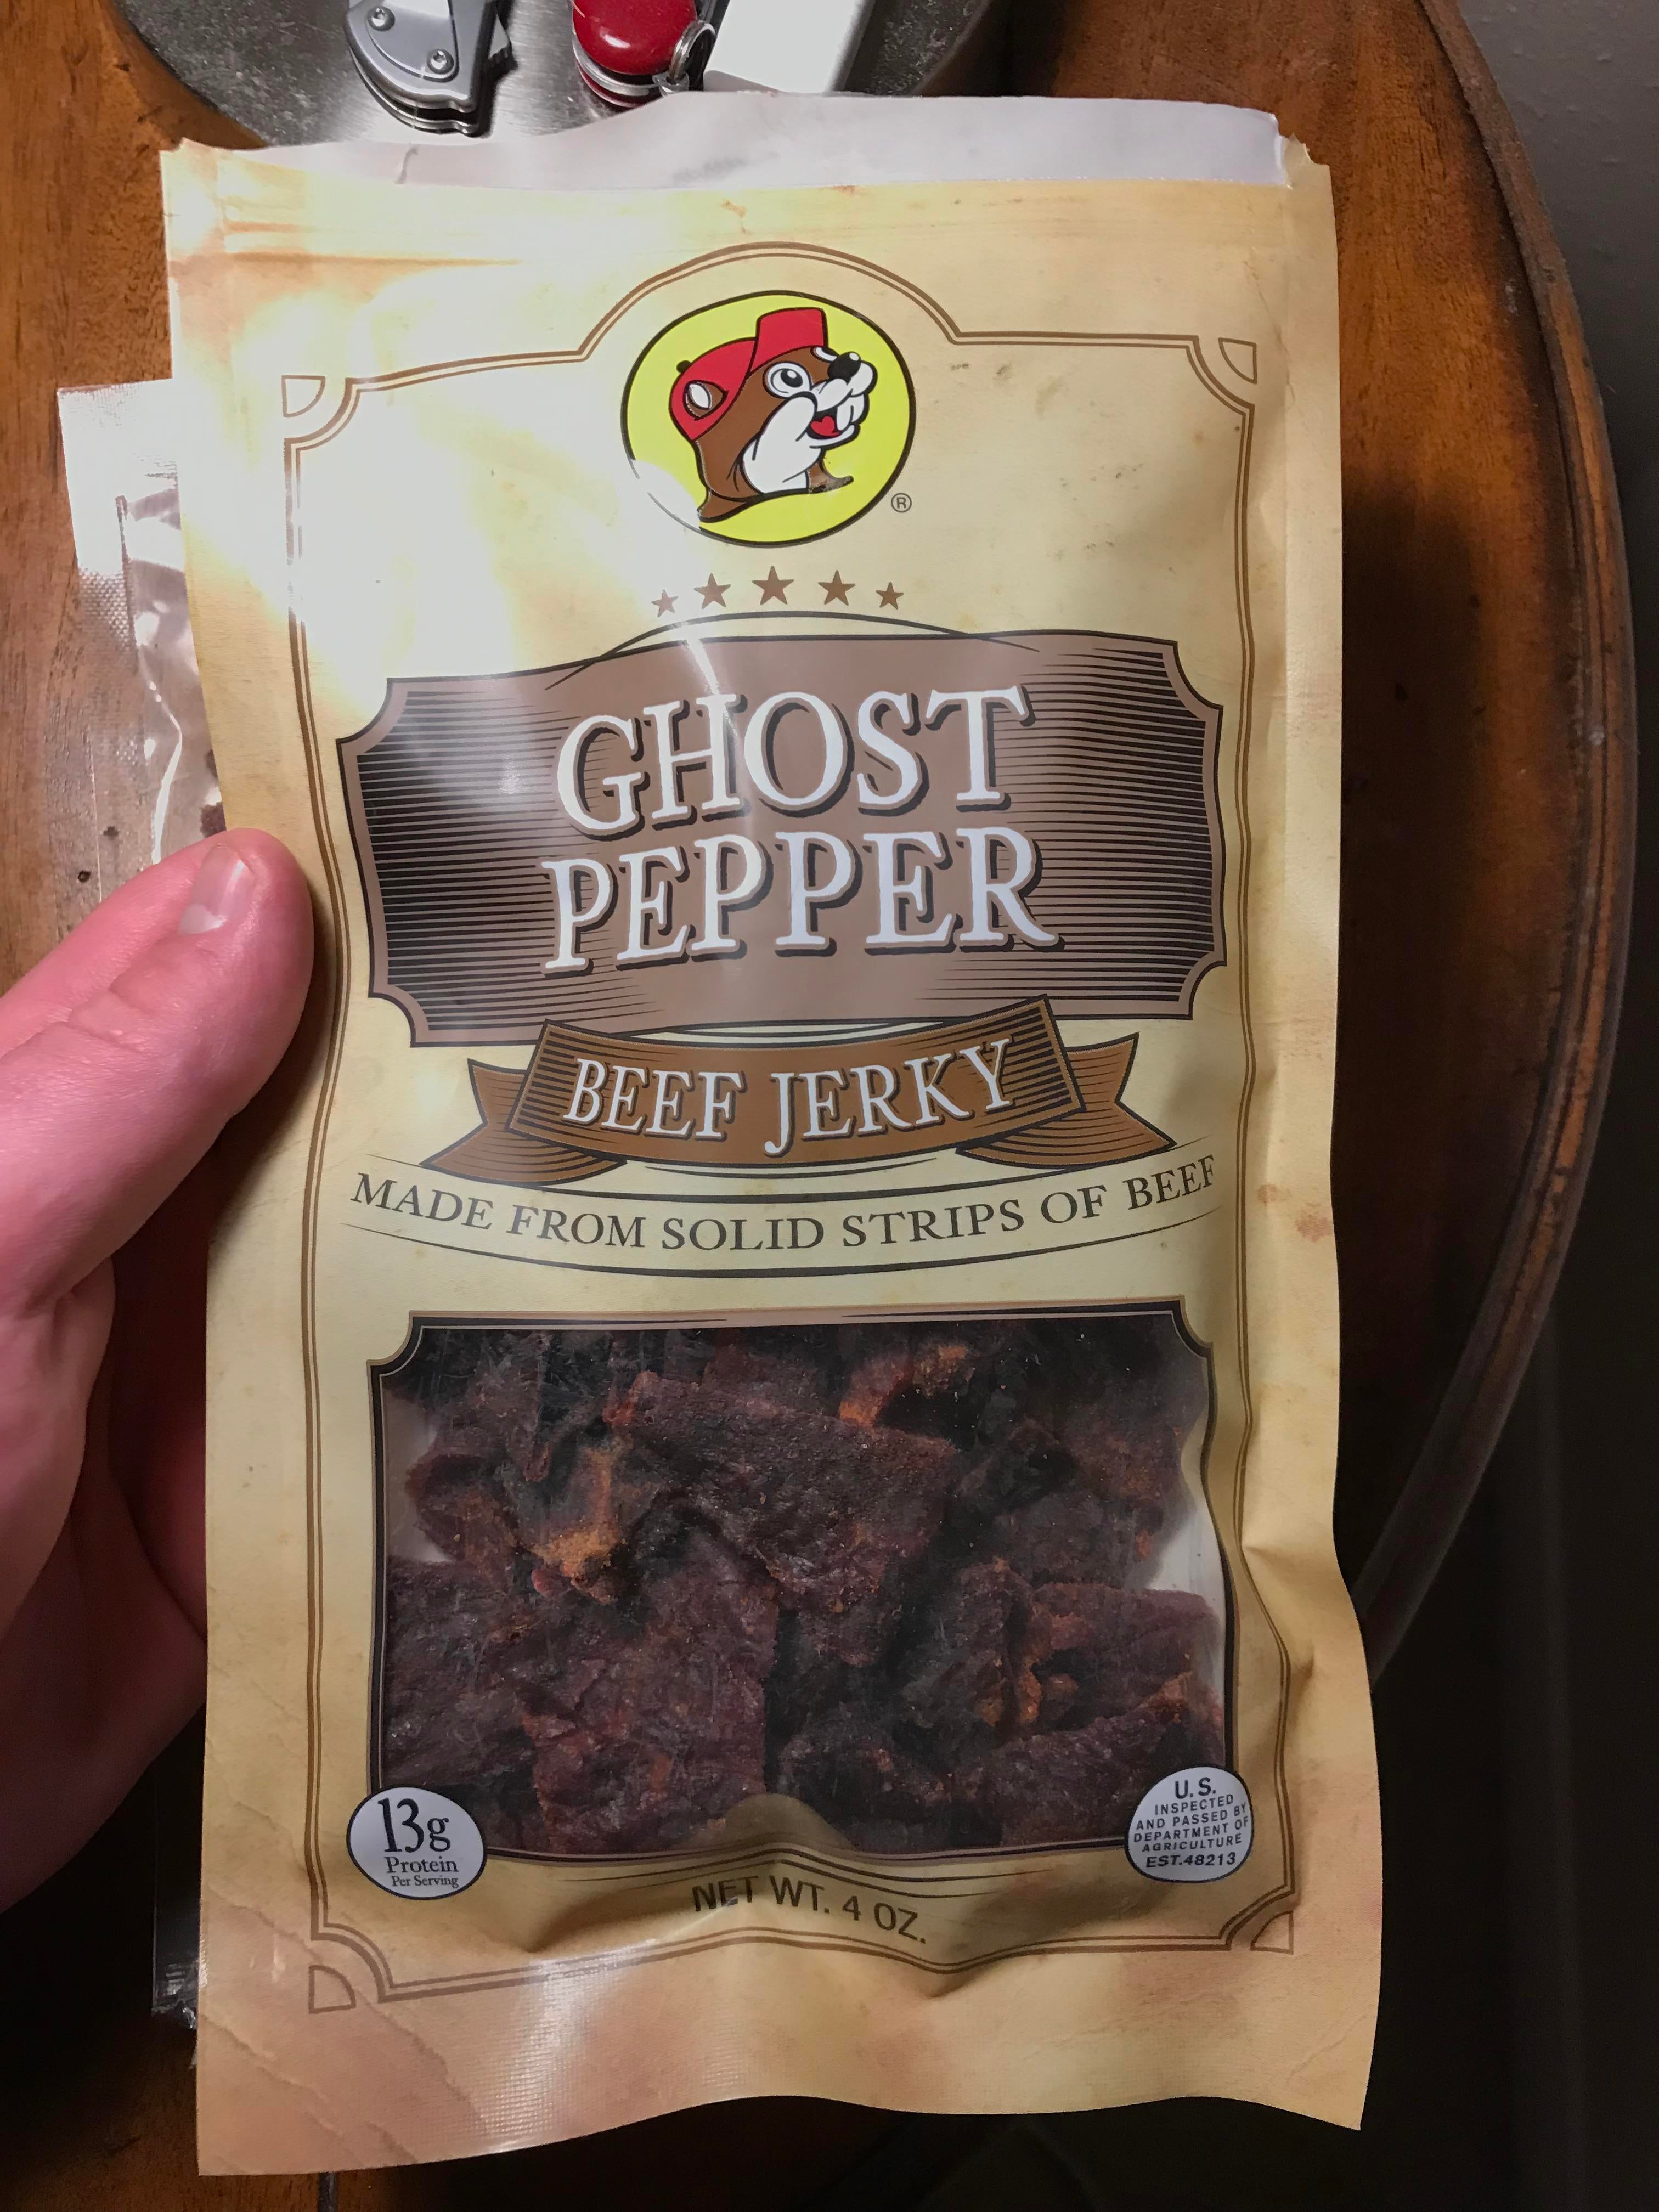 ®
GHOST
PEPPER
BEEF JERKY
MADE FROM SOLID STRIPS OF BEEF
13g
Protein
Per Serving
U.S.
INSPECTED
AND PASSED BY
DEPARTMENT OF
AGRICULTURE
EST.48213
NET WT. 4 OZ.